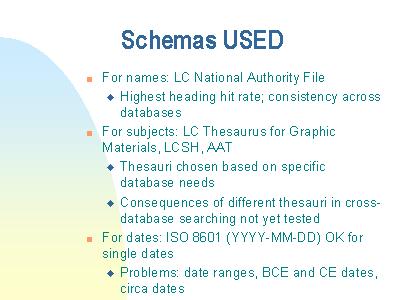 Schemas USED
For names: LC National Authority File
Highest heading hit rate; consistency across
databases
For subjects: LC Thesaurus for Graphic
Materials, LCSH, AAT
Thesauri chosen based on specific
database needs
Consequences of different thesauri in cross-
database searching not yet tested
For dates: ISO 8601 (YYYY-MM-DD) OK for
single dates
Problems: date ranges, BCE and CE dates,
circa dates